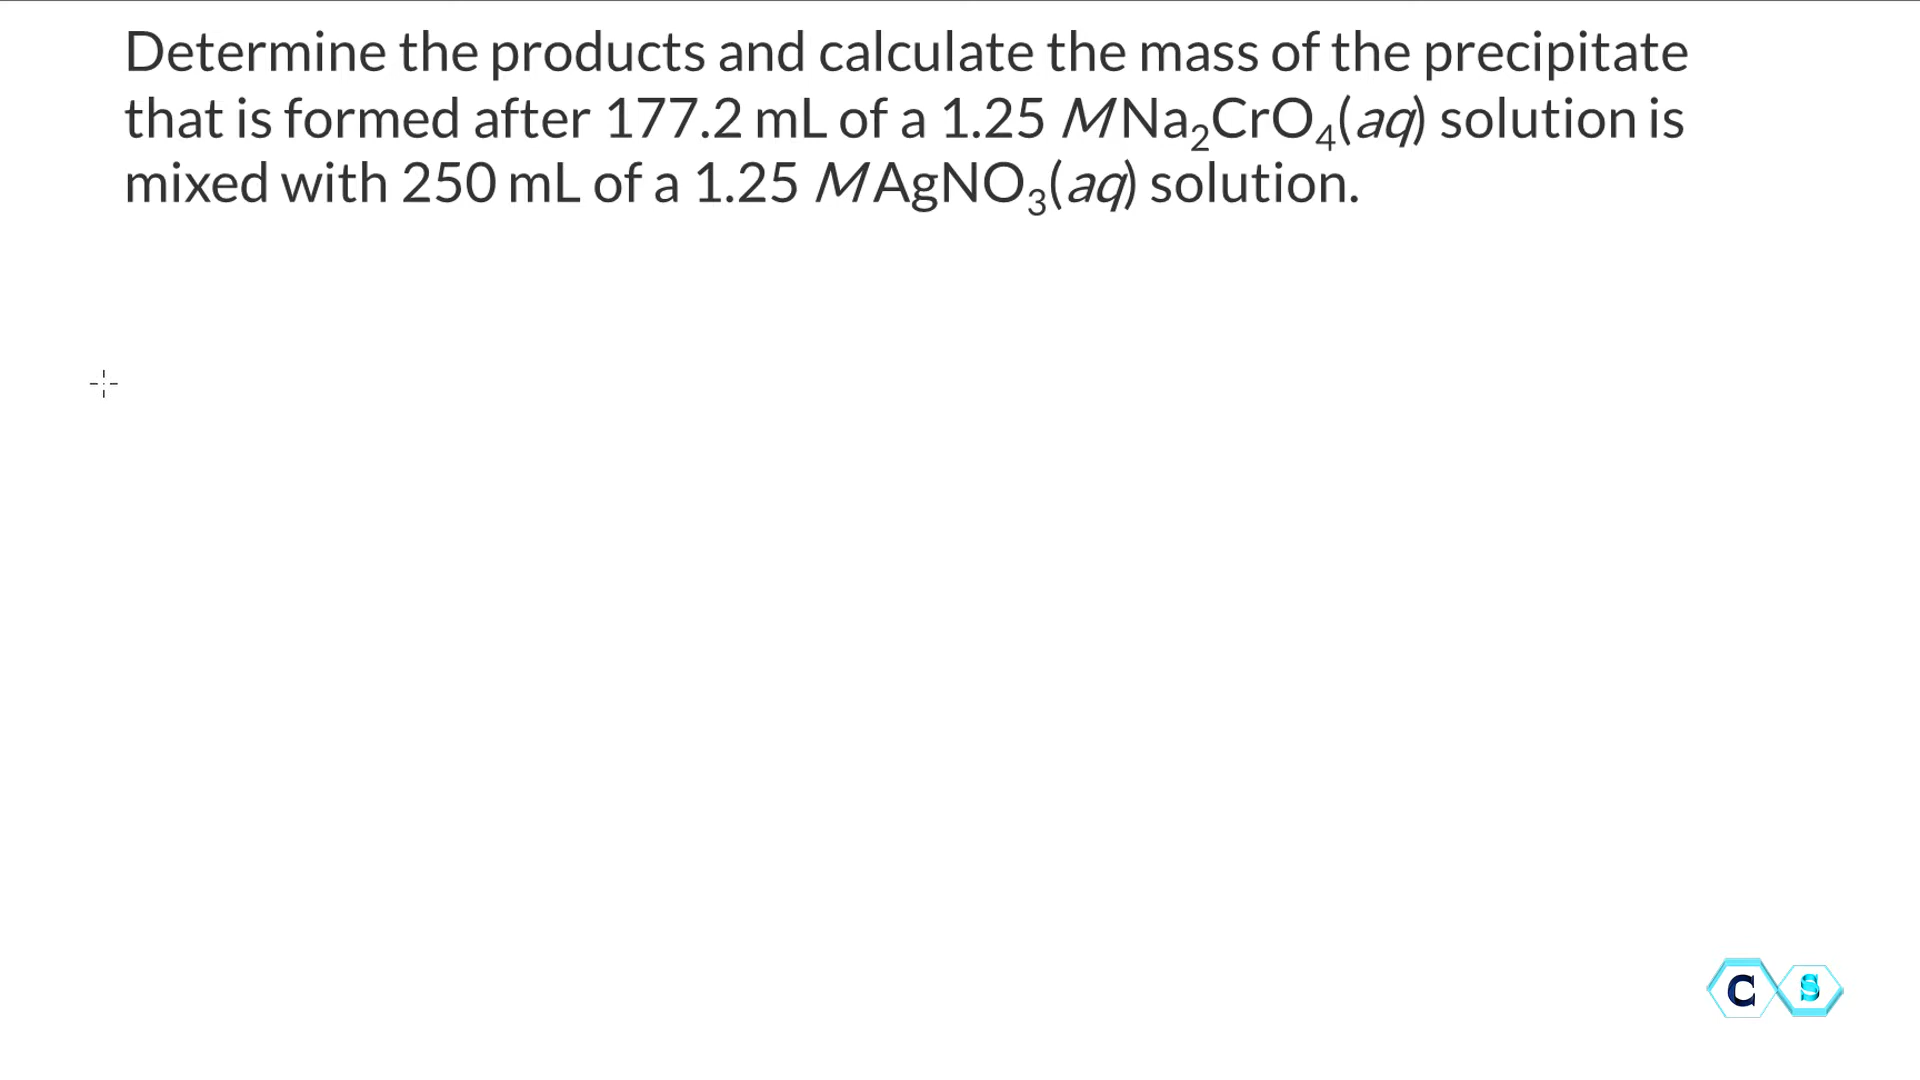 Determine the products and calculate the mass of the precipitate
that is formed after 177.2 mL of a 1.25 M Na₂CrO₄(aq) solution is
mixed with 250 mL of a 1.25 M AgNO₃(aq) solution.
C S